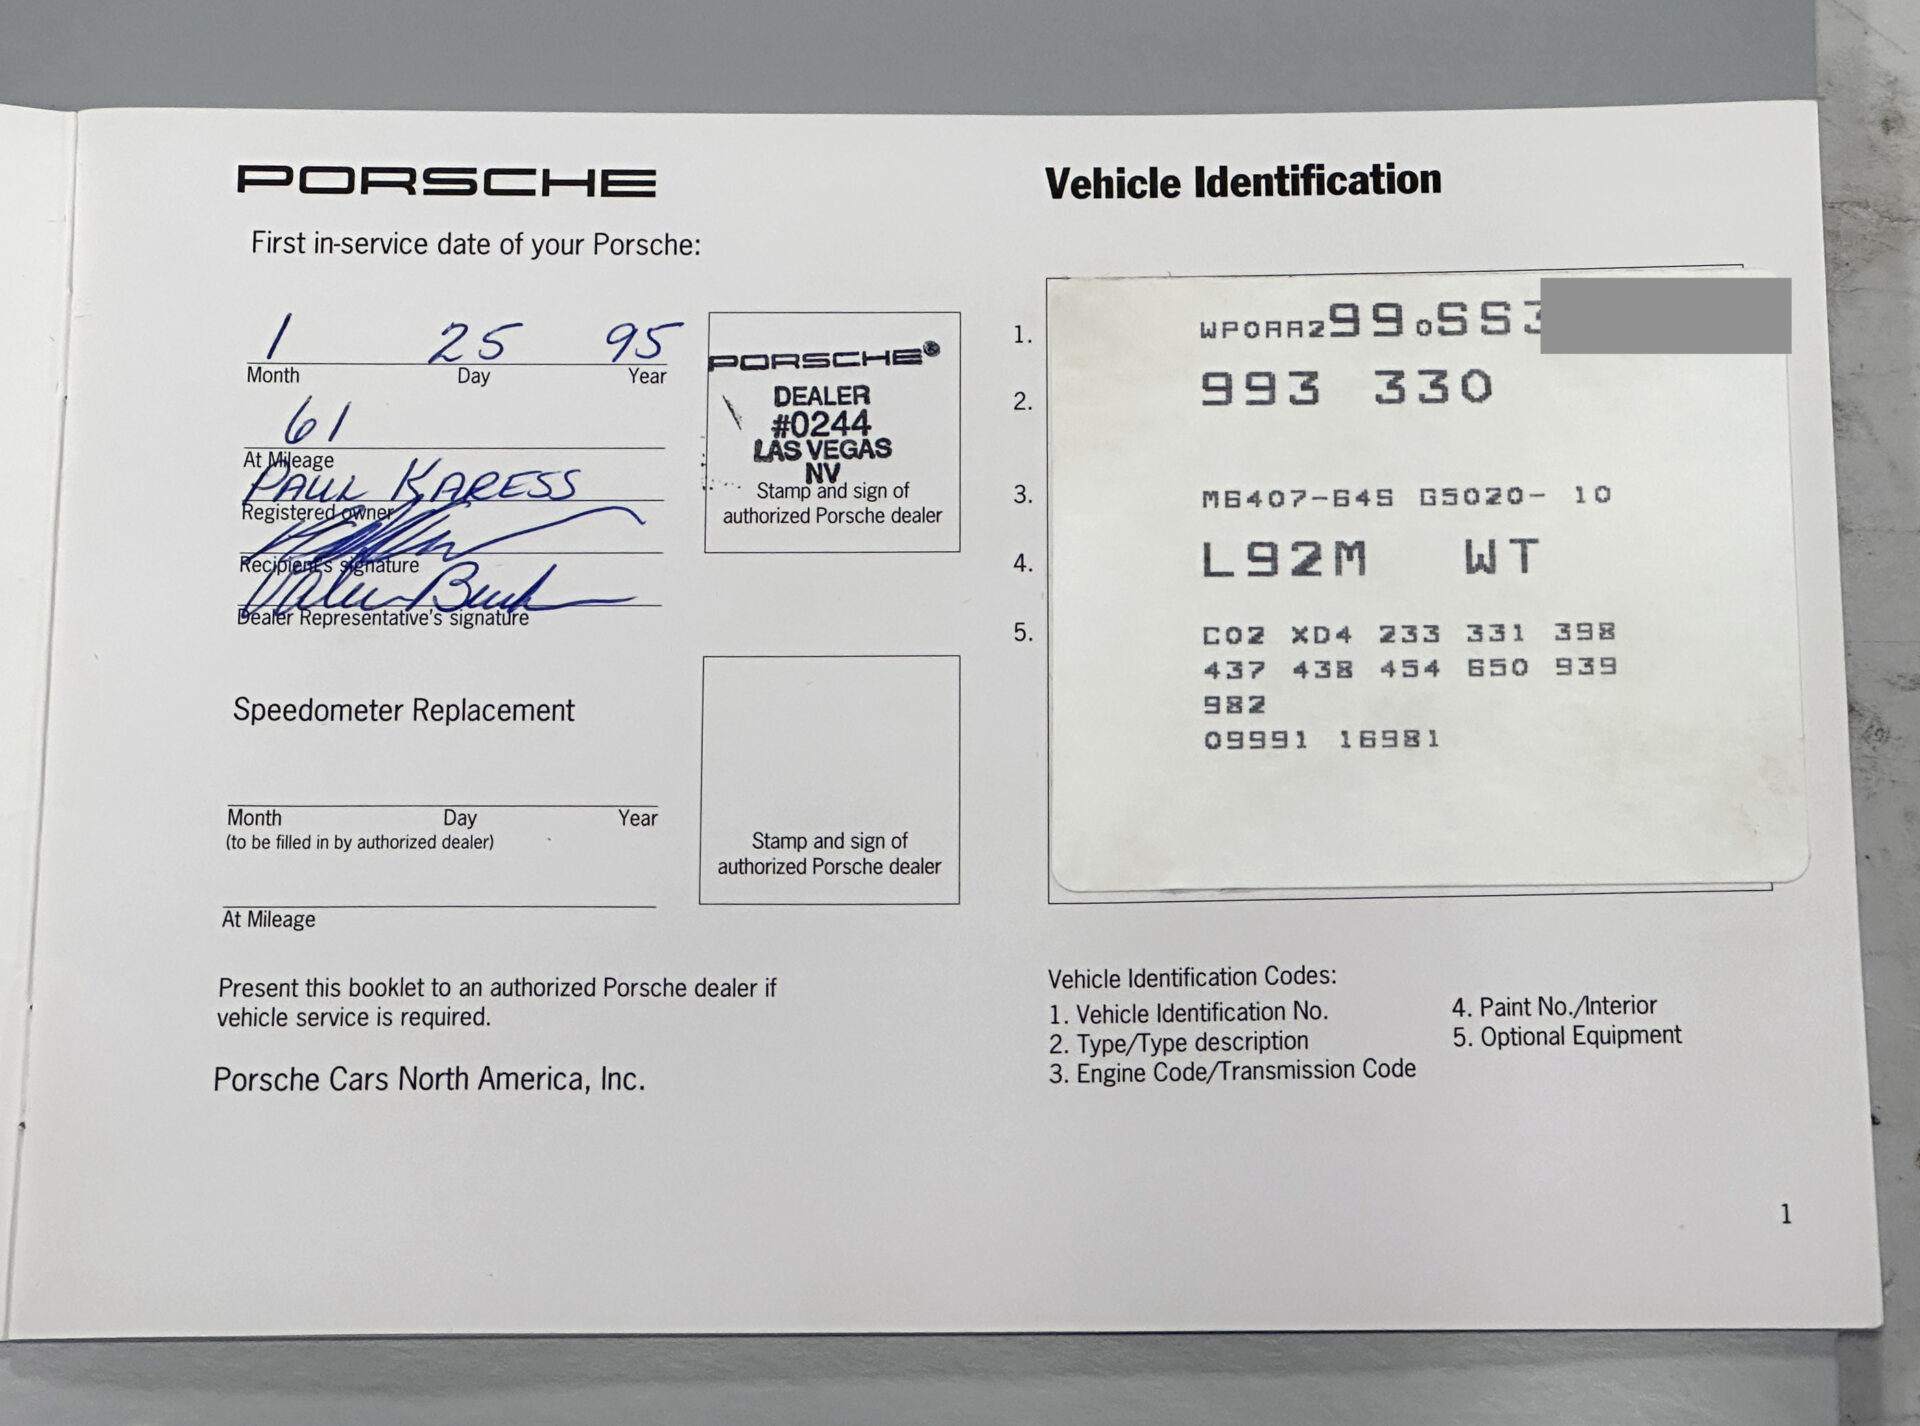 PORSCHE
First in-service date of your Porsche:
1 25 95
Month Day Year
61
At Mileage
PAUL KARESS
Registered owner
Recipient's signature
Dealer Representative's signature
PORSCHE®
DEALER
#0244
LAS VEGAS
NV
Stamp and sign of
authorized Porsche dealer
Speedometer Replacement
Month Day Year
(to be filled in by authorized dealer)
At Mileage
Stamp and sign of
authorized Porsche dealer
Present this booklet to an authorized Porsche dealer if
vehicle service is required.
Porsche Cars North America, Inc.
Vehicle Identification
1. WP0AA299oSS3
2. 993 330
3. M6407-64S G5020- 10
4. L92M WT
5. C02 XD4 233 331 398
437 438 454 650 939
982
09991 16981
Vehicle Identification Codes:
1. Vehicle Identification No.
2. Type/Type description
3. Engine Code/Transmission Code
4. Paint No./Interior
5. Optional Equipment
1